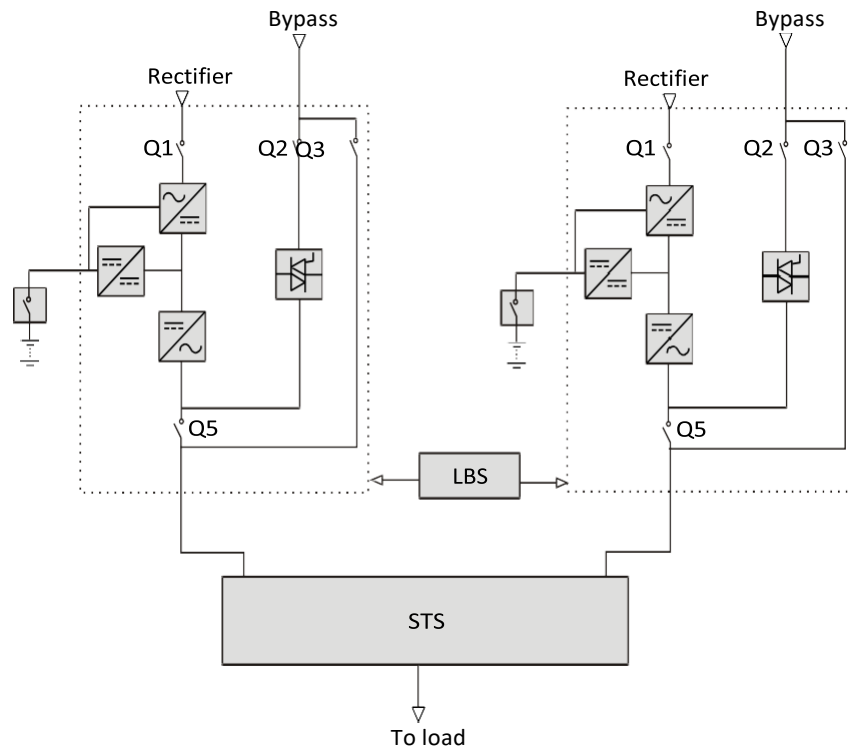 Bypass
Bypass
Rectifier
Rectifier
Q1
Q2 Q3
Q1
Q2
Q3
Q5
Q5
LBS
STS
To load